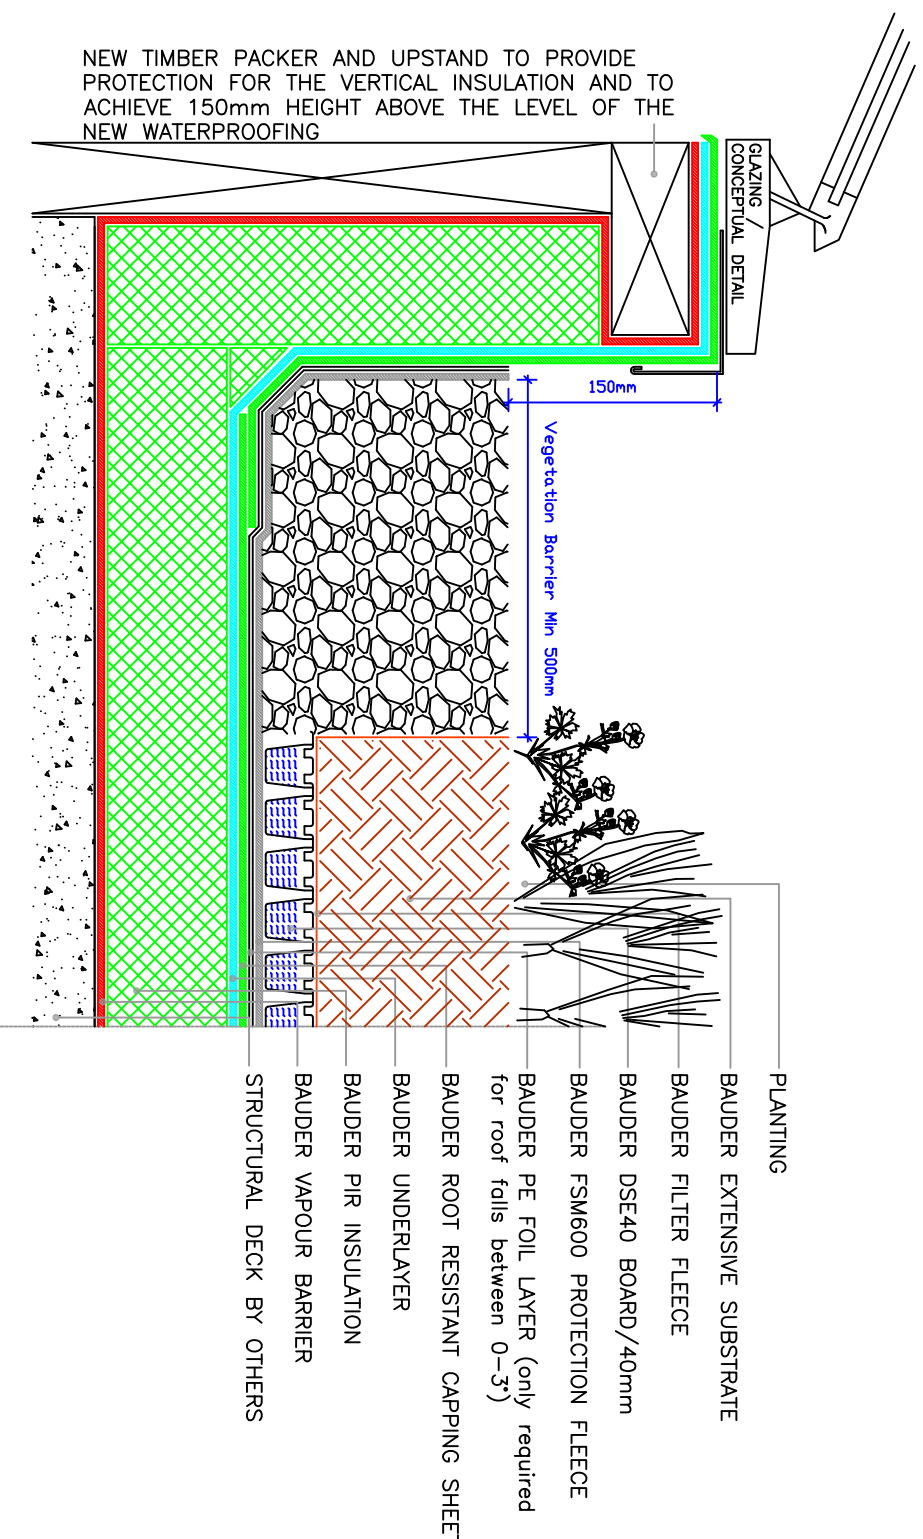 NEW TIMBER PACKER AND UPSTAND TO PROVIDE
PROTECTION FOR THE VERTICAL INSULATION AND TO
ACHIEVE 150mm HEIGHT ABOVE THE LEVEL OF THE
NEW WATERPROOFING
GLAZING /
CONCEPTUAL DETAIL
150mm
Vegetation Barrier Min 500mm
PLANTING
BAUDER EXTENSIVE SUBSTRATE
BAUDER FILTER FLEECE
BAUDER DSE40 BOARD/40mm
BAUDER FSM600 PROTECTION FLEECE
BAUDER PE FOIL LAYER (only required
for roof falls between 0-3°)
BAUDER ROOT RESISTANT CAPPING SHEET
BAUDER UNDERLAYER
BAUDER PIR INSULATION
BAUDER VAPOUR BARRIER
STRUCTURAL DECK BY OTHERS